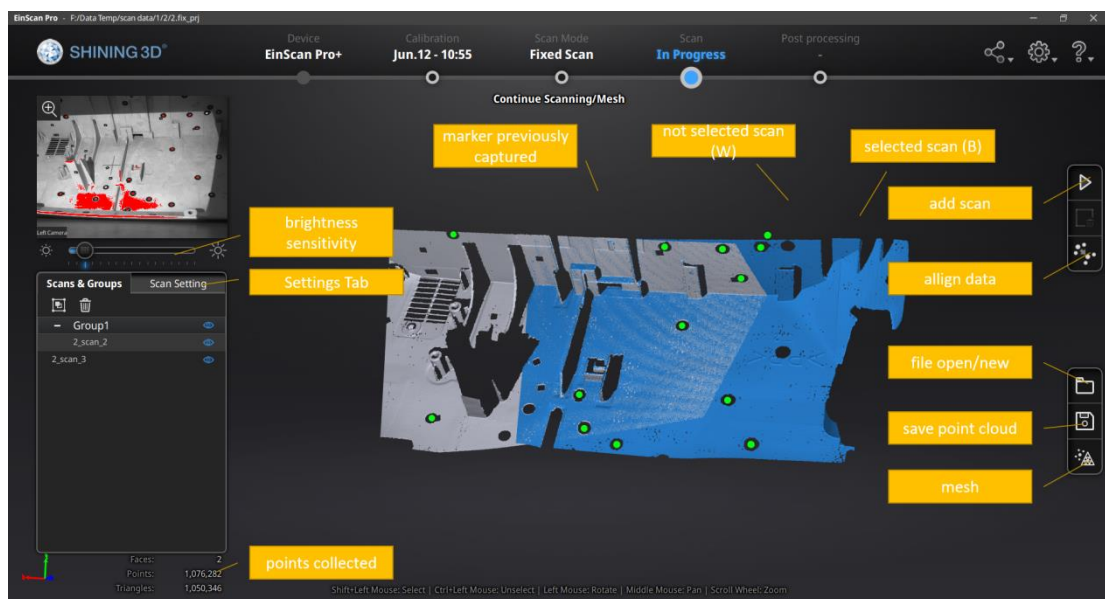 EinScan Pro - F:/Data Temp/scan data/1/2/2.fix_prj
SHINING 3D®
Device
EinScan Pro+
Calibration
Jun.12 - 10:55
Scan Mode
Fixed Scan
Scan
In Progress
Post processing
-
Continue Scanning/Mesh
marker previously
captured
not selected scan
(W)
selected scan (B)
add scan
allign data
Left Camera
brightness
sensitivity
Scans & Groups
Scan Setting
Settings Tab
Group1
2_scan_2
2_scan_3
file open/new
save point cloud
mesh
points collected
Faces: 2
Points: 1,076,282
Triangles: 1,050,346
Shift+Left Mouse: Select | Ctrl+Left Mouse: Unselect | Left Mouse: Rotate | Middle Mouse: Pan | Scroll Wheel: Zoom